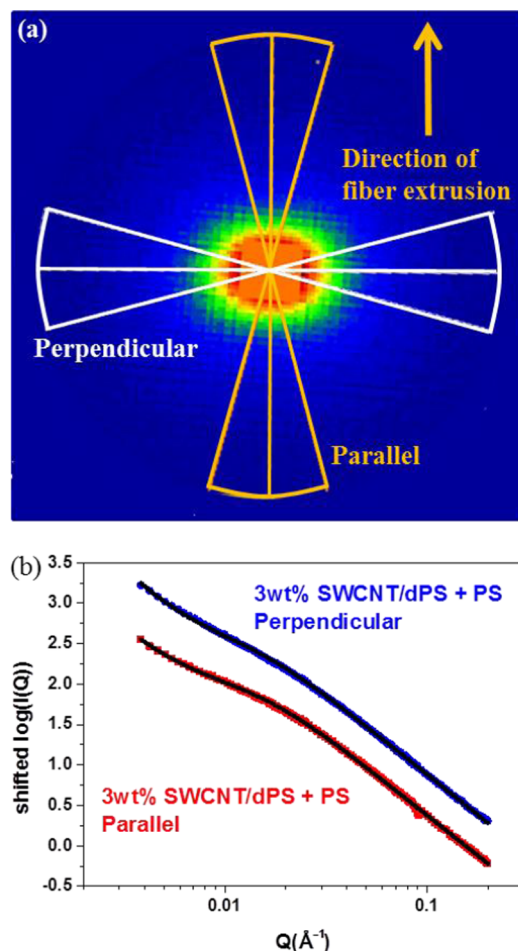 (a)
Direction of
fiber extrusion
Perpendicular
Parallel
(b)
3.5
3.0
2.5
2.0
1.5
1.0
0.5
0.0
-0.5
shifted log(I(Q))
3wt% SWCNT/dPS + PS
Perpendicular
3wt% SWCNT/dPS + PS
Parallel
0.01
0.1
Q(Å⁻¹)